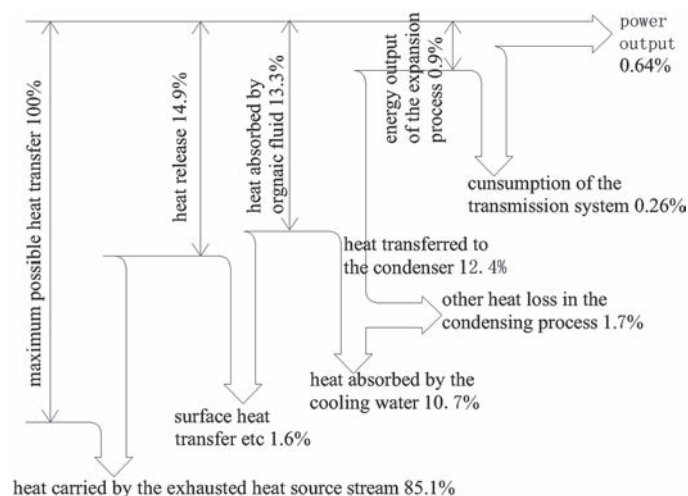 maximum possible heat transfer 100%
heat release 14.9%
heat absorbed by
orgnaic fluid 13.3%
energy output
of the expansion
process 0.9%
power
output
0.64%
cunsumption of the
transmission system 0.26%
heat transferred to
the condenser 12.4%
other heat loss in the
condensing process 1.7%
heat absorbed by the
cooling water 10.7%
surface heat
transfer etc 1.6%
heat carried by the exhausted heat source stream 85.1%